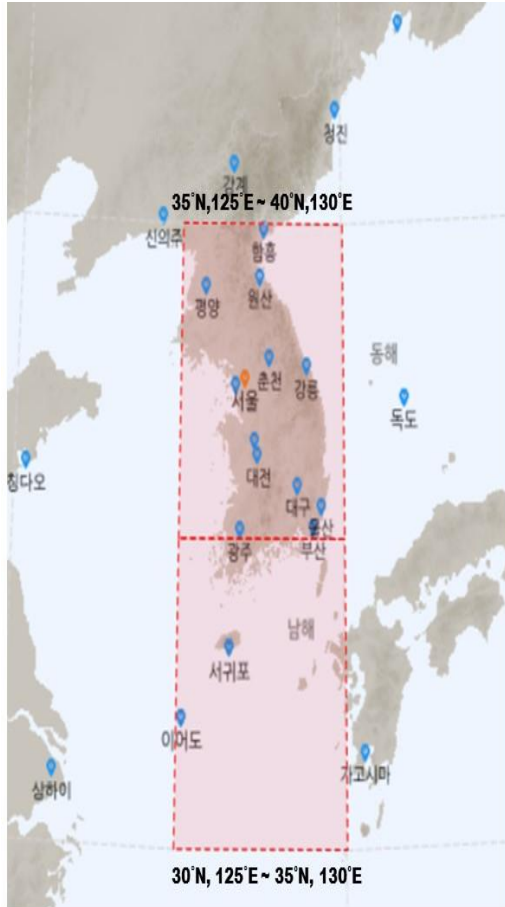 청진
강계
35°N,125°E ~ 40°N,130°E
신의주
함흥
원산
평양
동해
춘천
강릉
서울
독도
칭다오
대전
대구
울산
광주
부산
남해
서귀포
이어도
가고시마
상하이
30°N, 125°E ~ 35°N, 130°E